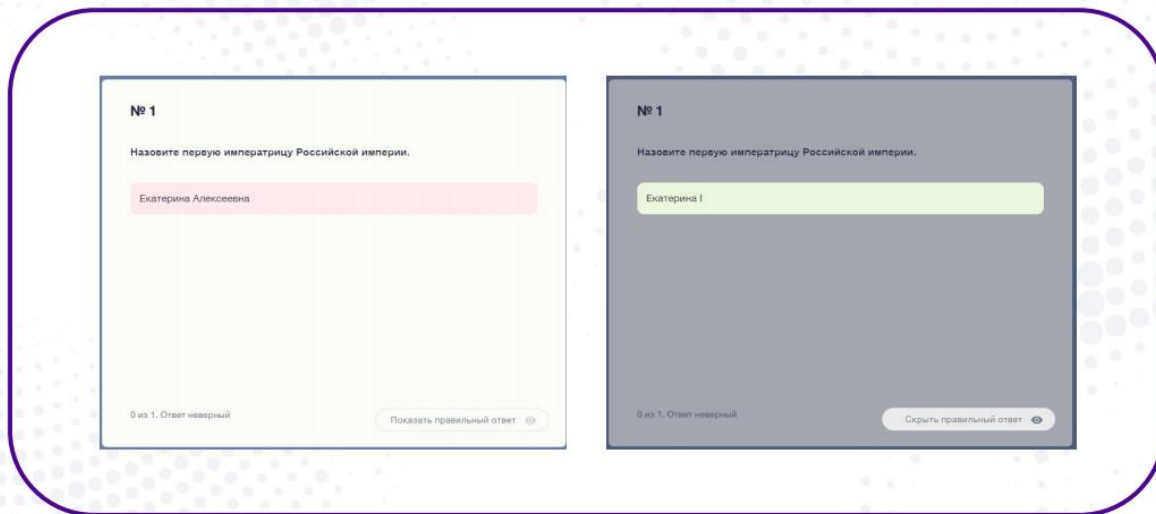 № 1
Назовите первую императрицу Российской империи.
Екатерина Алексеевна
0 из 1. Ответ неверный
Показать правильный ответ
№ 1
Назовите первую императрицу Российской империи.
Екатерина I
0 из 1. Ответ неверный
Скрыть правильный ответ